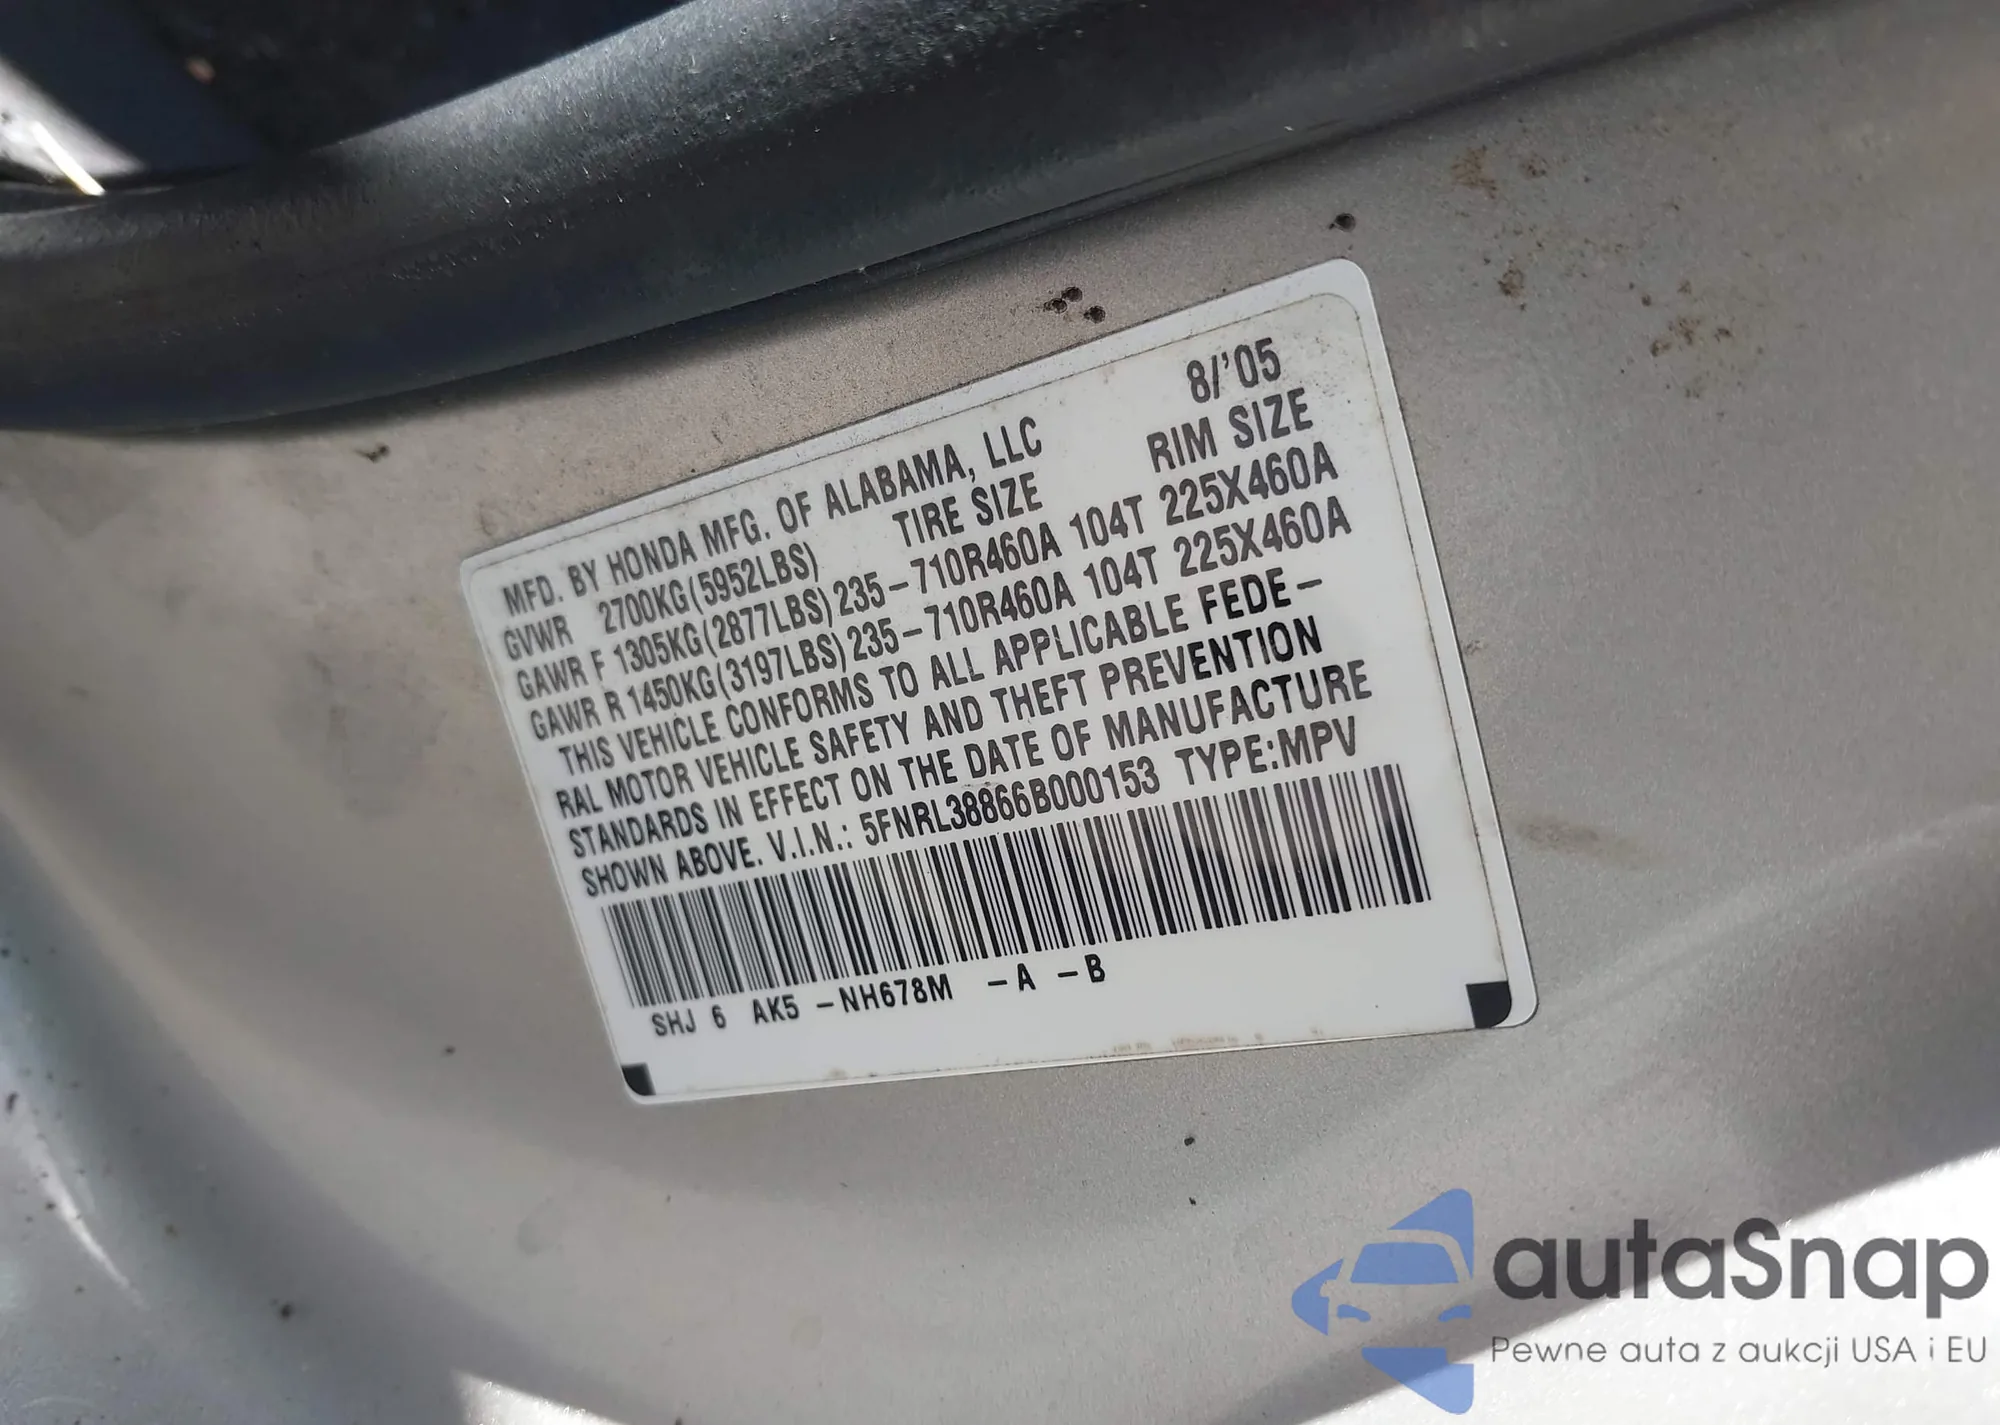 8/'05
MFD. BY HONDA MFG. OF ALABAMA, LLC
TIRE SIZE RIM SIZE
GVWR 2700KG(5952LBS)
GAWR F 1305KG(2877LBS) 235-710R460A 104T 225X460A
GAWR R 1450KG(3197LBS) 235-710R460A 104T 225X460A
THIS VEHICLE CONFORMS TO ALL APPLICABLE FEDE-
RAL MOTOR VEHICLE SAFETY AND THEFT PREVENTION
STANDARDS IN EFFECT ON THE DATE OF MANUFACTURE
SHOWN ABOVE. V.I.N.: 5FNRL38866B000153 TYPE:MPV
SHJ 6 AK5 -NH678M -A -B
autaSnap
Pewne auta z aukcji USA i EU